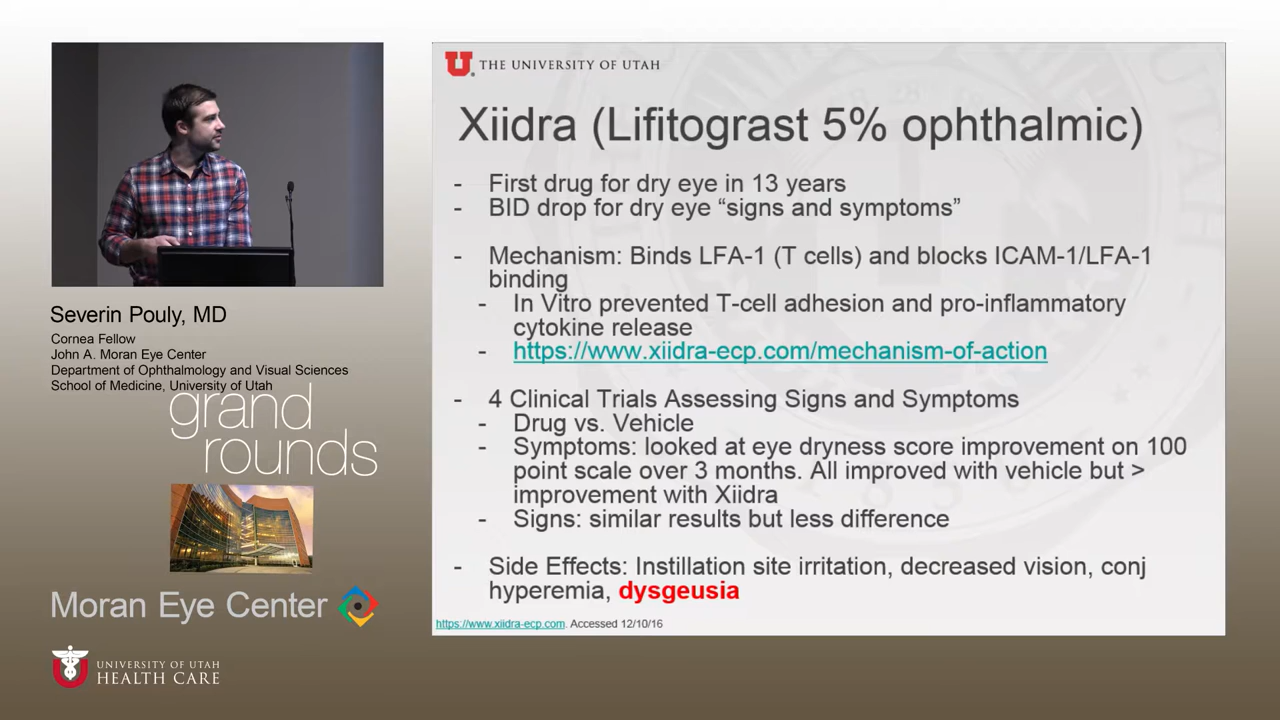 THE UNIVERSITY OF UTAH
Xiidra (Lifitograst 5% ophthalmic)
- First drug for dry eye in 13 years
- BID drop for dry eye “signs and symptoms”
- Mechanism: Binds LFA-1 (T cells) and blocks ICAM-1/LFA-1
binding
- In Vitro prevented T-cell adhesion and pro-inflammatory
cytokine release
- https://www.xiidra-ecp.com/mechanism-of-action
- 4 Clinical Trials Assessing Signs and Symptoms
- Drug vs. Vehicle
- Symptoms: looked at eye dryness score improvement on 100
point scale over 3 months. All improved with vehicle but >
improvement with Xiidra
- Signs: similar results but less difference
- Side Effects: Instillation site irritation, decreased vision, conj
hyperemia, dysgeusia
https://www.xiidra-ecp.com. Accessed 12/10/16
Severin Pouly, MD
Cornea Fellow
John A. Moran Eye Center
Department of Ophthalmology and Visual Sciences
School of Medicine, University of Utah
grand
rounds
Moran Eye Center
UNIVERSITY OF UTAH
HEALTH CARE